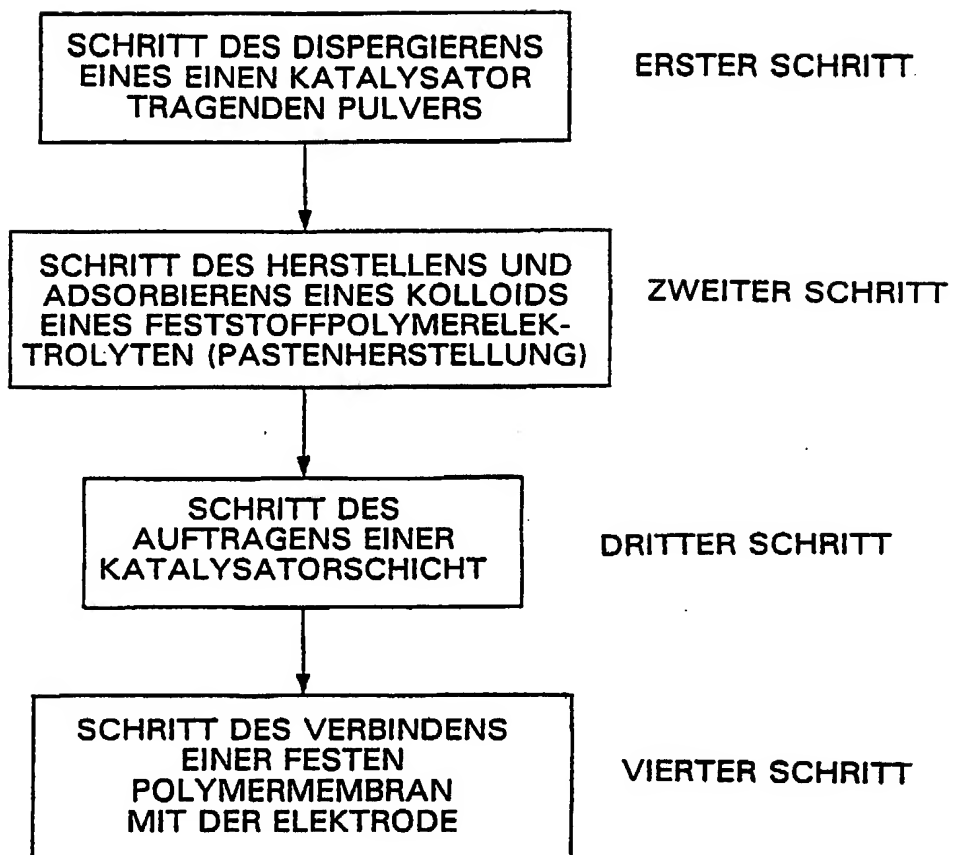 SCHRITT DES DISPERGIERENS
EINES EINEN KATALYSATOR
TRAGENDEN PULVERS
ERSTER SCHRITT
SCHRITT DES HERSTELLENS UND
ADSORBIERENS EINES KOLLOIDS
EINES FESTSTOFFPOLYMERELEK-
TROLYTEN (PASTENHERSTELLUNG)
ZWEITER SCHRITT
SCHRITT DES
AUFTRAGENS EINER
KATALYSATORSCHICHT
DRITTER SCHRITT
SCHRITT DES VERBINDENS
EINER FESTEN
POLYMERMEMBRAN
MIT DER ELEKTRODE
VIERTER SCHRITT